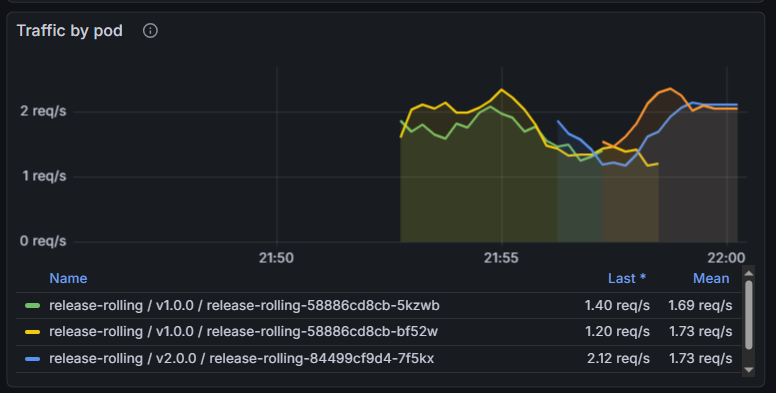 Traffic by pod
2 req/s
1 req/s
0 req/s
21:50 21:55 22:00
Name Last * Mean
release-rolling / v1.0.0 / release-rolling-58886cd8cb-5kzwb 1.40 req/s 1.69 req/s
release-rolling / v1.0.0 / release-rolling-58886cd8cb-bf52w 1.20 req/s 1.73 req/s
release-rolling / v2.0.0 / release-rolling-84499cf9d4-7f5kx 2.12 req/s 1.73 req/s